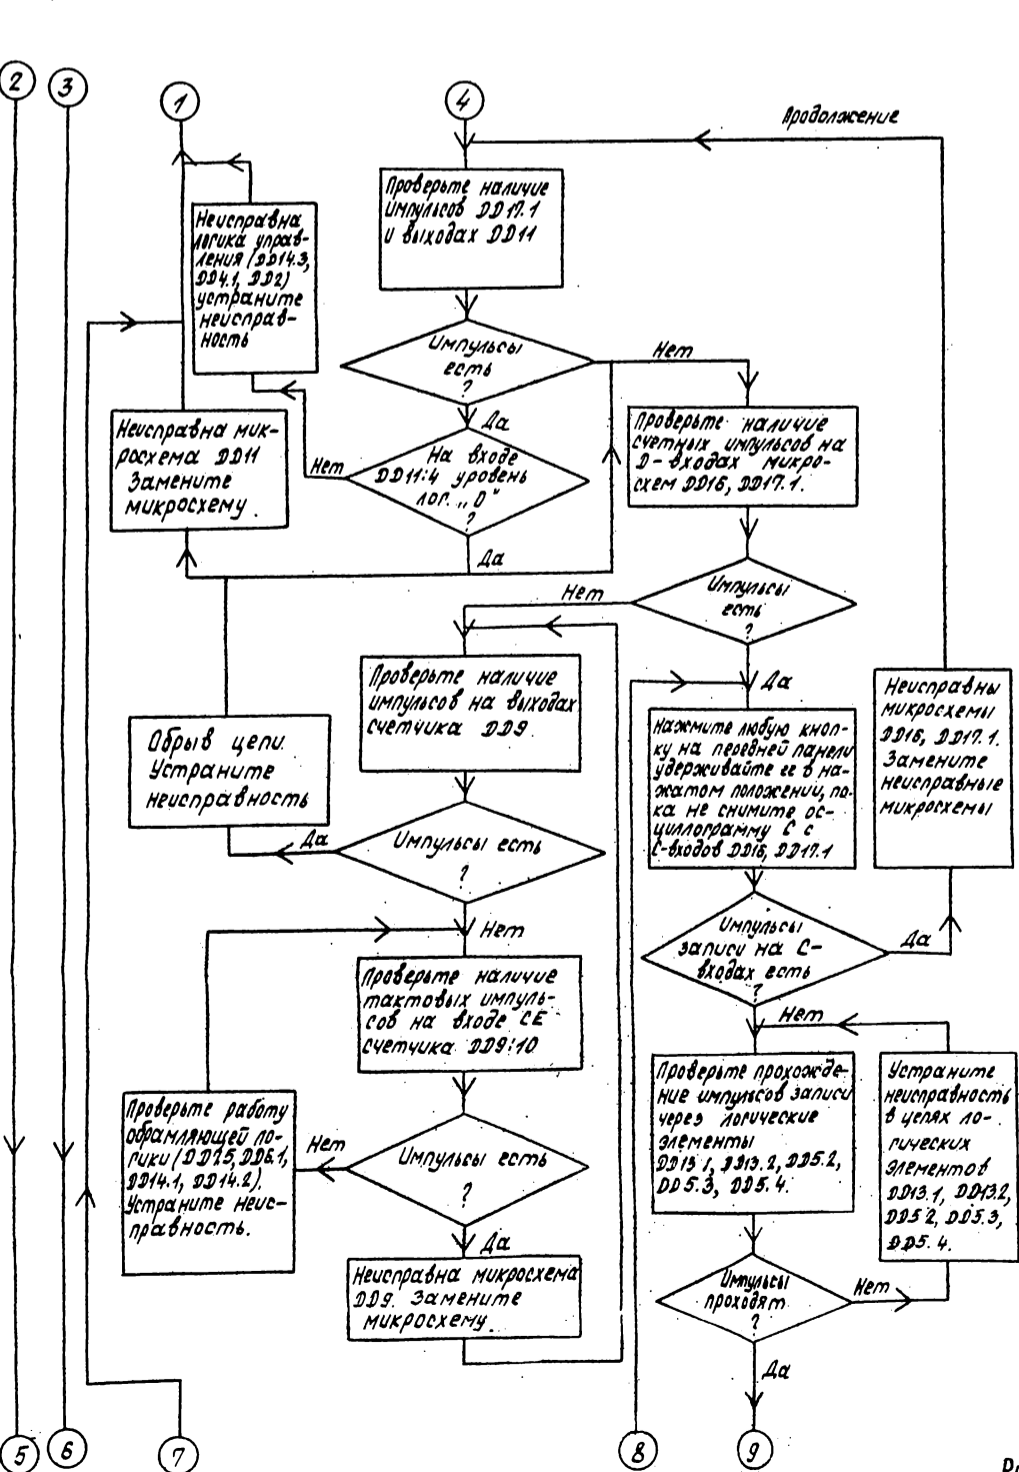 2
3
1
4
Продолжение
Проверьте наличие
импульсов DD17.1
и выходах DD11
Неисправна
логика управ-
ления (DD14.3,
DD4.1, DD2)
устраните
неисправ-
ность
Импульсы
есть
?
Нет
Да
Неисправна мик-
росхема DD11
Замените
микросхему.
Нет
На входе
DD11:4 уровень
лог. „0"
?
Да
Проверьте наличие
счетных импульсов на
D-входах микро-
схем DD16, DD17.1.
Импульсы
есть
?
Нет
Да
Проверьте наличие
импульсов на выходах
счетчика DD9.
Обрыв цепи.
Устраните
неисправность
Импульсы есть
?
Да
Нет
Нажмите любую кноп-
ку на передней панели
удерживайте ее в на-
жатом положении, по-
ка не снимите ос-
циллограмму С с
С-входов DD16, DD17.1
Неисправны
микросхемы
DD16, DD17.1.
Замените
неисправные
микросхемы
Импульсы
записи на С-
входах есть
?
Да
Нет
Проверьте наличие
тактовых импуль-
сов на входе СЕ
счетчика DD9:10
Проверьте работу
обрамляющей ло-
гики (DD15, DD6.1,
DD14.1, DD14.2).
Устраните неис-
правность.
Нет
Импульсы есть
?
Да
Неисправна микросхема
DD9. Замените
микросхему.
Проверьте прохожде-
ние импульсов записи
через логические
элементы
DD13.1, DD13.2, DD5.2,
DD5.3, DD5.4.
Устраните
неисправность
в цепях ло-
гических
элементов
DD13.1, DD13.2,
DD5.2, DD5.3,
DD5.4.
Импульсы
проходят
?
Нет
Да
5
6
7
8
9